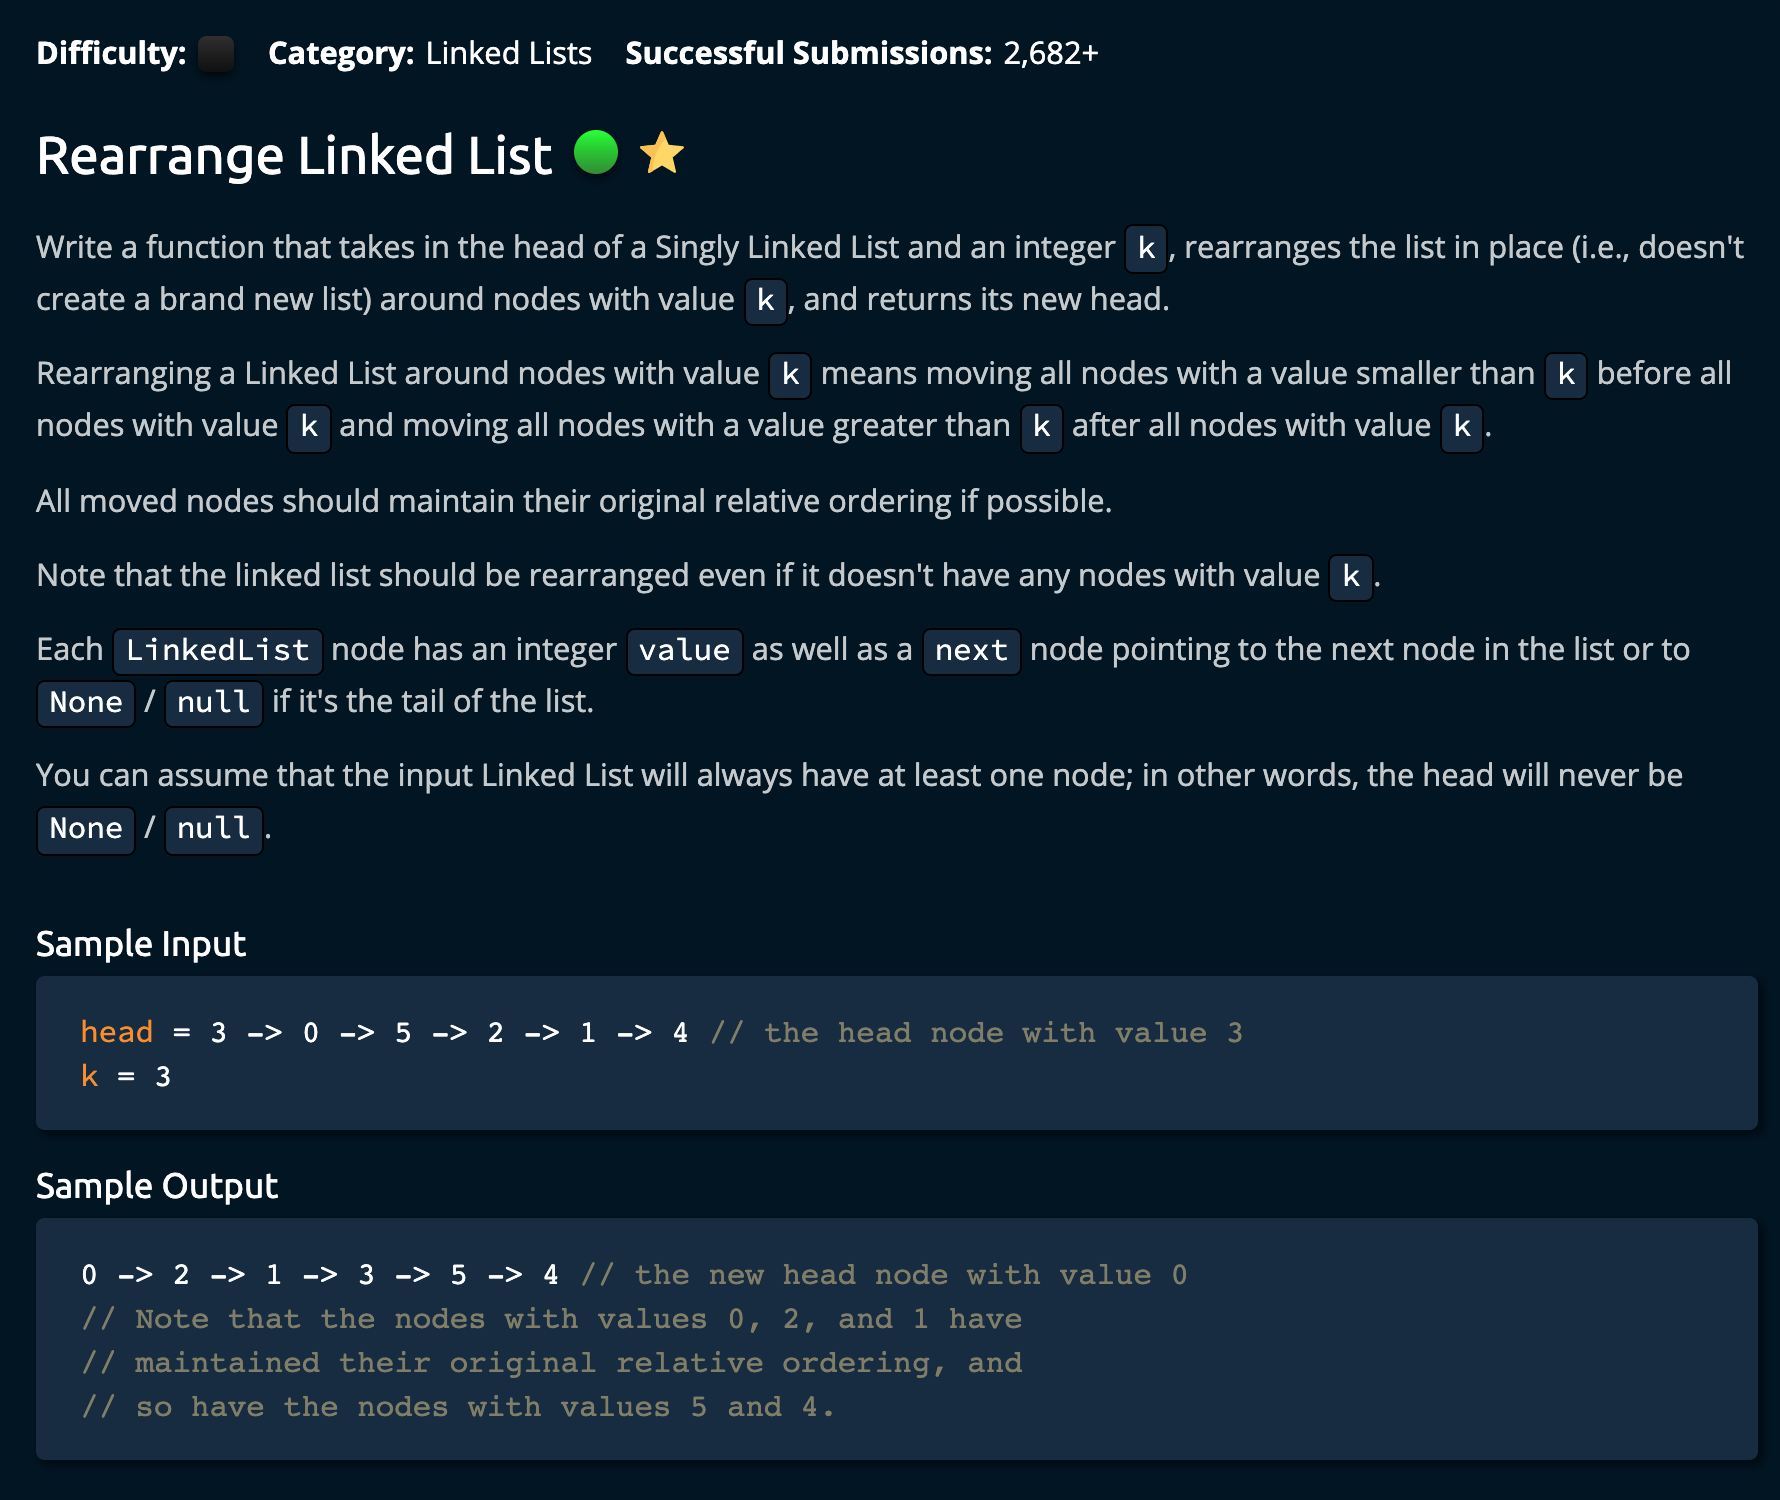 Difficulty: Category: Linked Lists Successful Submissions: 2,682+
Rearrange Linked List
Write a function that takes in the head of a Singly Linked List and an integer k, rearranges the list in place (i.e., doesn't
create a brand new list) around nodes with value k, and returns its new head.
Rearranging a Linked List around nodes with value k means moving all nodes with a value smaller than k before all
nodes with value k and moving all nodes with a value greater than k after all nodes with value k.
All moved nodes should maintain their original relative ordering if possible.
Note that the linked list should be rearranged even if it doesn't have any nodes with value k.
Each LinkedList node has an integer value as well as a next node pointing to the next node in the list or to
None / null if it's the tail of the list.
You can assume that the input Linked List will always have at least one node; in other words, the head will never be
None / null.
Sample Input
head = 3 -> 0 -> 5 -> 2 -> 1 -> 4 // the head node with value 3
k = 3
Sample Output
0 -> 2 -> 1 -> 3 -> 5 -> 4 // the new head node with value 0
// Note that the nodes with values 0, 2, and 1 have
// maintained their original relative ordering, and
// so have the nodes with values 5 and 4.